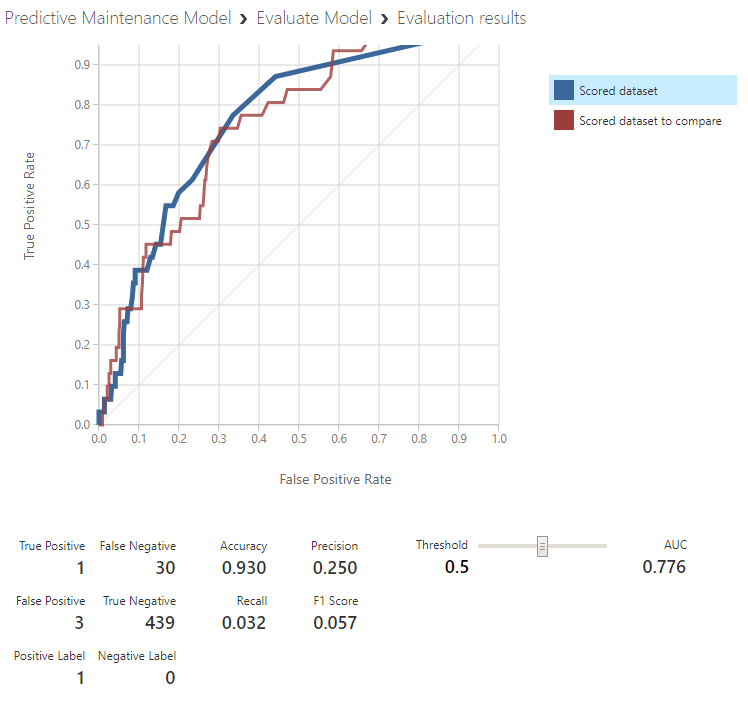 Predictive Maintenance Model ❯ Evaluate Model ❯ Evaluation results
0.9
0.8
0.7
0.6
0.5
0.4
0.3
0.2
0.1
0.0
True Positive Rate
0.0 0.1 0.2 0.3 0.4 0.5 0.6 0.7 0.8 0.9 1.0
False Positive Rate
Scored dataset
Scored dataset to compare
True Positive False Negative Accuracy Precision Threshold AUC
1 30 0.930 0.250 0.5 0.776
False Positive True Negative Recall F1 Score
3 439 0.032 0.057
Positive Label Negative Label
1 0